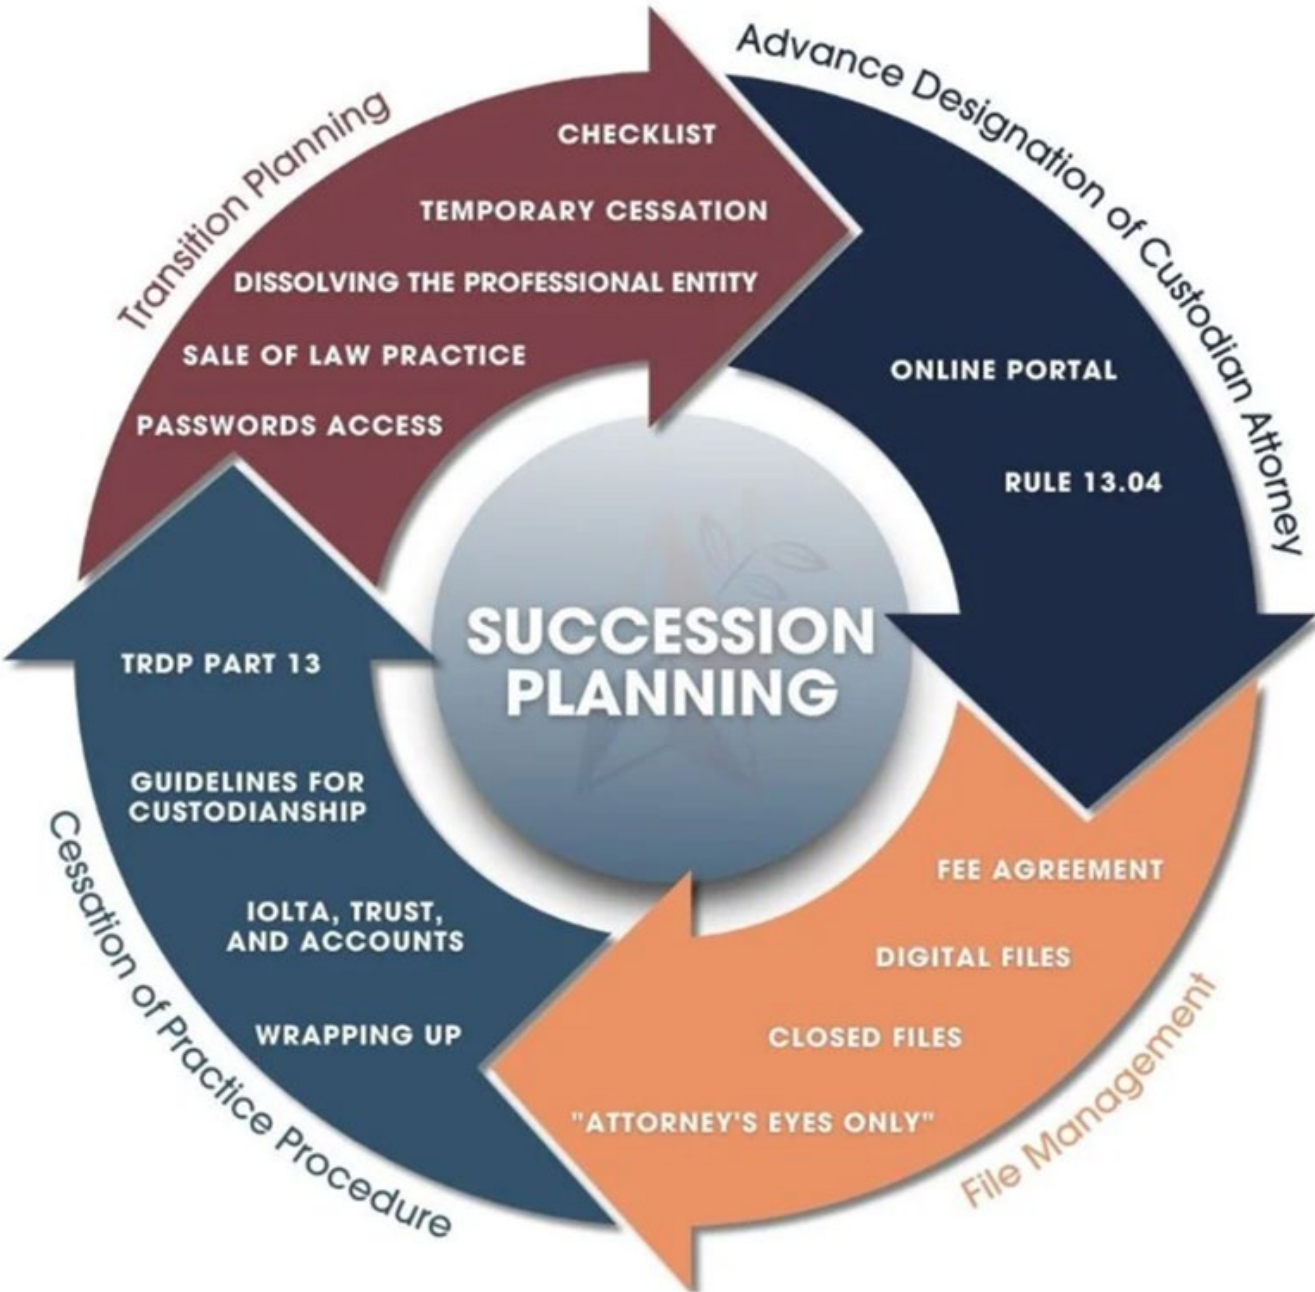 Transition Planning
CHECKLIST
TEMPORARY CESSATION
DISSOLVING THE PROFESSIONAL ENTITY
SALE OF LAW PRACTICE
PASSWORDS ACCESS
Advance Designation of Custodian Attorney
ONLINE PORTAL
RULE 13.04
File Management
FEE AGREEMENT
DIGITAL FILES
CLOSED FILES
"ATTORNEY'S EYES ONLY"
Cessation of Practice Procedure
TRDP PART 13
GUIDELINES FOR
CUSTODIANSHIP
IOLTA, TRUST,
AND ACCOUNTS
WRAPPING UP
SUCCESSION
PLANNING